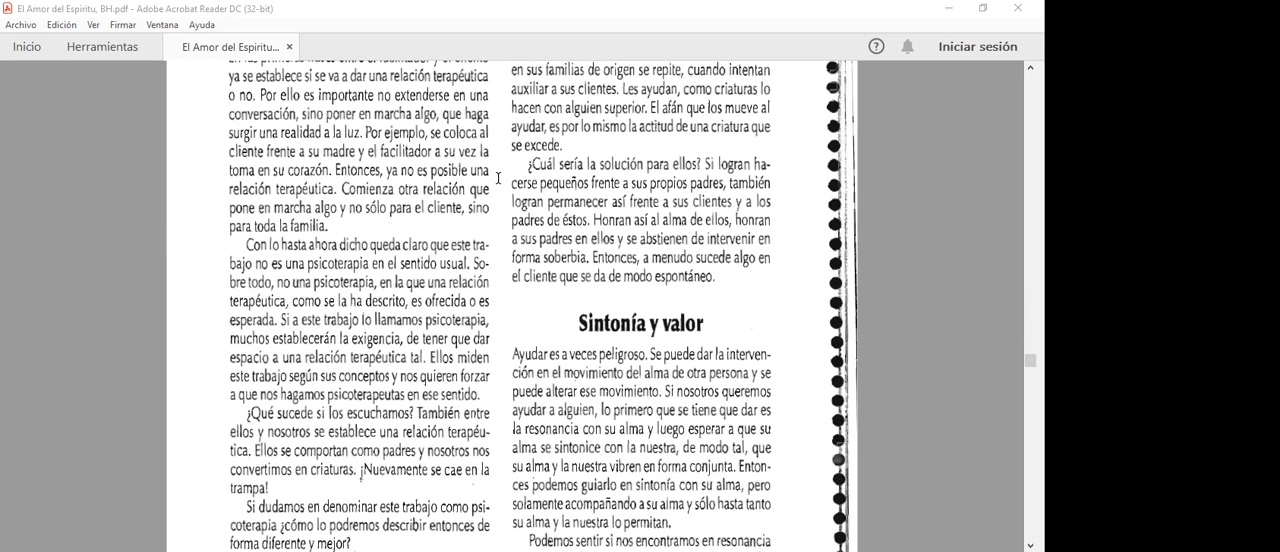 El Amor del Espiritu, BH.pdf - Adobe Acrobat Reader DC (32-bit)
Archivo Edición Ver Firmar Ventana Ayuda
Inicio Herramientas El Amor del Espiritu... × ? Iniciar sesión
ya se establece si se va a dar una relación terapéutica
o no. Por ello es importante no extenderse en una
conversación, sino poner en marcha algo, que haga
surgir una realidad a la luz. Por ejemplo, se coloca al
cliente frente a su madre y el facilitador a su vez la
toma en su corazón. Entonces, ya no es posible una
relación terapéutica. Comienza otra relación que
pone en marcha algo y no sólo para el cliente, sino
para toda la familia.
Con lo hasta ahora dicho queda claro que este tra-
bajo no es una psicoterapia en el sentido usual. So-
bre todo, no una psicoterapia, en la que una relación
terapéutica, como se la ha descrito, es ofrecida o es
esperada. Si a este trabajo lo llamamos psicoterapia,
muchos establecerán la exigencia, de tener que dar
espacio a una relación terapéutica tal. Ellos miden
este trabajo según sus conceptos y nos quieren forzar
a que nos hagamos psicoterapeutas en ese sentido.
¿Qué sucede si los escuchamos? También entre
ellos y nosotros se establece una relación terapéu-
tica. Ellos se comportan como padres y nosotros nos
convertimos en criaturas. ¡Nuevamente se cae en la
trampa!
Si dudamos en denominar este trabajo como psi-
coterapia ¿cómo lo podremos describir entonces de
forma diferente y mejor?
en sus familias de origen se repite, cuando intentan
auxiliar a sus clientes. Les ayudan, como criaturas lo
hacen con alguien superior. El afán que los mueve al
ayudar, es por lo mismo la actitud de una criatura que
se excede.
¿Cuál sería la solución para ellos? Si logran ha-
cerse pequeños frente a sus propios padres, también
logran permanecer así frente a sus clientes y a los
padres de éstos. Honran así al alma de ellos, honran
a sus padres en ellos y se abstienen de intervenir en
forma soberbia. Entonces, a menudo sucede algo en
el cliente que se da de modo espontáneo.
Sintonía y valor
Ayudar es a veces peligroso. Se puede dar la interven-
ción en el movimiento del alma de otra persona y se
puede alterar ese movimiento. Si nosotros queremos
ayudar a alguien, lo primero que se tiene que dar es
la resonancia con su alma y luego esperar a que su
alma se sintonice con la nuestra, de modo tal, que
su alma y la nuestra vibren en forma conjunta. Enton-
ces podemos guiarlo en sintonía con su alma, pero
solamente acompañando a su alma y sólo hasta tanto
su alma y la nuestra lo permitan.
Podemos sentir si nos encontramos en resonancia